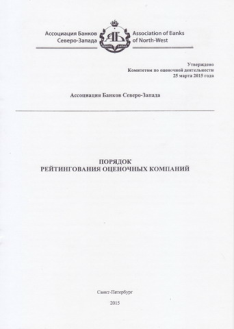 Ассоциация Банков
Северо-Запада
АБ
Association of Banks
of North-West
Утверждено
Комитетом по оценочной деятельности
25 марта 2015 года
Ассоциация Банков Северо-Запада
ПОРЯДОК
РЕЙТИНГОВАНИЯ ОЦЕНОЧНЫХ КОМПАНИЙ
Санкт-Петербург
2015